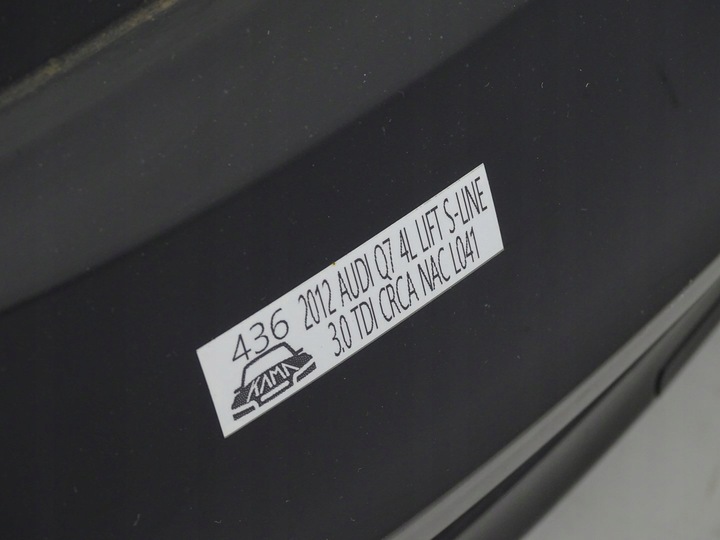 436
KAMA
2012 AUDI Q7 4L LIFT S-LINE
3.0 TDI CRCA NAC L041